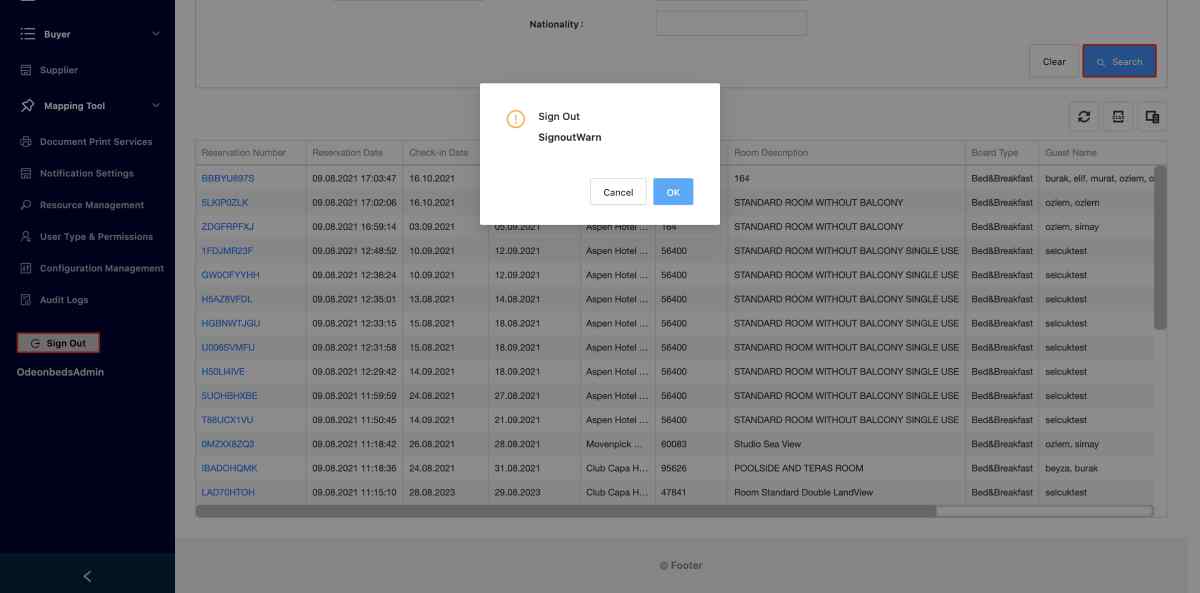 Buyer
Supplier
Mapping Tool
Document Print Services
Notification Settings
Resource Management
User Type & Permissions
Configuration Management
Audit Logs
Sign Out
OdeonbedsAdmin
Nationality :
Clear
Search
Sign Out
SignoutWarn
Cancel
OK
Reservation Number Reservation Date Check-in Date Room Description Board Type Guest Name
BBBYU897S 09.08.2021 17:03:47 16.10.2021 164 Bed&Breakfast burak, elif, murat, ozlem, o
5LKIP0ZLK 09.08.2021 17:02:06 16.10.2021 STANDARD ROOM WITHOUT BALCONY Bed&Breakfast ozlem, ozlem
ZDGFRPFXJ 09.08.2021 16:59:14 03.09.2021 05.09.2021 Aspen Hotel ... 164 STANDARD ROOM WITHOUT BALCONY Bed&Breakfast ozlem, simay
1FDJMR23F 09.08.2021 12:48:52 10.09.2021 12.09.2021 Aspen Hotel ... 56400 STANDARD ROOM WITHOUT BALCONY SINGLE USE Bed&Breakfast selcuktest
GW0OFYYHH 09.08.2021 12:36:24 10.09.2021 12.09.2021 Aspen Hotel ... 56400 STANDARD ROOM WITHOUT BALCONY SINGLE USE Bed&Breakfast selcuktest
H5AZ8VFDL 09.08.2021 12:35:01 13.08.2021 14.08.2021 Aspen Hotel ... 56400 STANDARD ROOM WITHOUT BALCONY SINGLE USE Bed&Breakfast selcuktest
HGBNWTJGU 09.08.2021 12:33:15 15.08.2021 18.08.2021 Aspen Hotel ... 56400 STANDARD ROOM WITHOUT BALCONY SINGLE USE Bed&Breakfast selcuktest
U006SVMFU 09.08.2021 12:31:58 15.08.2021 18.09.2021 Aspen Hotel ... 56400 STANDARD ROOM WITHOUT BALCONY SINGLE USE Bed&Breakfast selcuktest
H50LI4IVE 09.08.2021 12:29:42 14.09.2021 18.09.2021 Aspen Hotel ... 56400 STANDARD ROOM WITHOUT BALCONY SINGLE USE Bed&Breakfast selcuktest
5UOHBHXBE 09.08.2021 11:59:59 24.08.2021 27.08.2021 Aspen Hotel ... 56400 STANDARD ROOM WITHOUT BALCONY SINGLE USE Bed&Breakfast selcuktest
T88UCX1VU 09.08.2021 11:50:45 14.09.2021 21.09.2021 Aspen Hotel ... 56400 STANDARD ROOM WITHOUT BALCONY SINGLE USE Bed&Breakfast selcuktest
0MZXX8ZQ3 09.08.2021 11:18:42 26.08.2021 28.08.2021 Movenpick ... 60083 Studio Sea View Bed&Breakfast ozlem, simay
IBADOHQMK 09.08.2021 11:18:36 24.08.2021 31.08.2021 Club Capa H... 95626 POOLSIDE AND TERAS ROOM Bed&Breakfast beyza, burak
LAD70HTOH 09.08.2021 11:15:10 28.08.2023 29.08.2023 Club Capa H... 47841 Room Standard Double LandView Bed&Breakfast selcuktest
© Footer